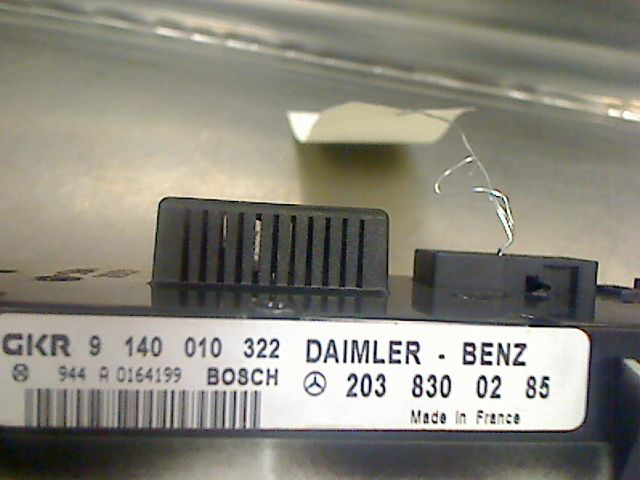 GKR 9 140 010 322
944 A 0164199 BOSCH
DAIMLER - BENZ
203 830 02 85
Made in France